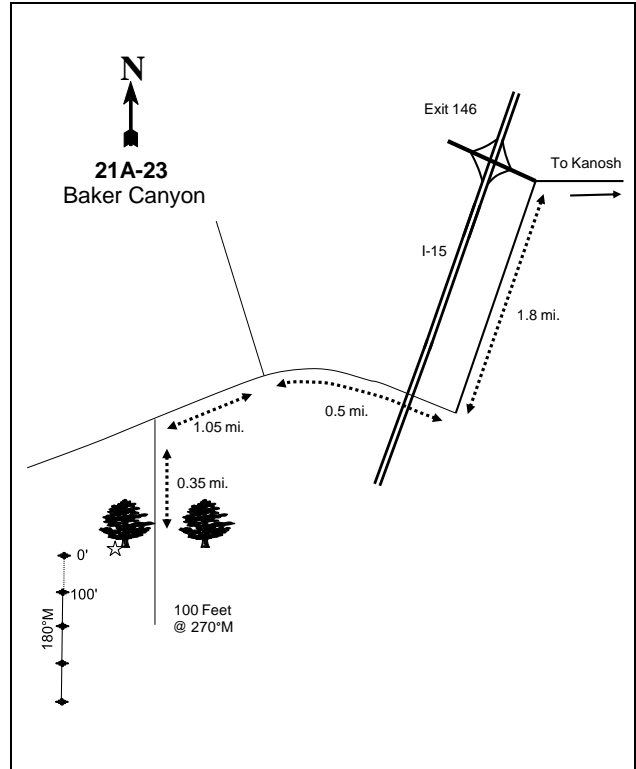 N
21A-23
Baker Canyon
Exit 146
To Kanosh
I-15
1.8 mi.
0.5 mi.
1.05 mi.
0.35 mi.
0'
100'
180°M
100 Feet
@ 270°M